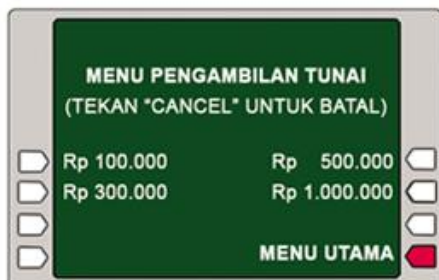 MENU PENGAMBILAN TUNAI
(TEKAN "CANCEL" UNTUK BATAL)
Rp 100.000 Rp 500.000
Rp 300.000 Rp 1.000.000
MENU UTAMA